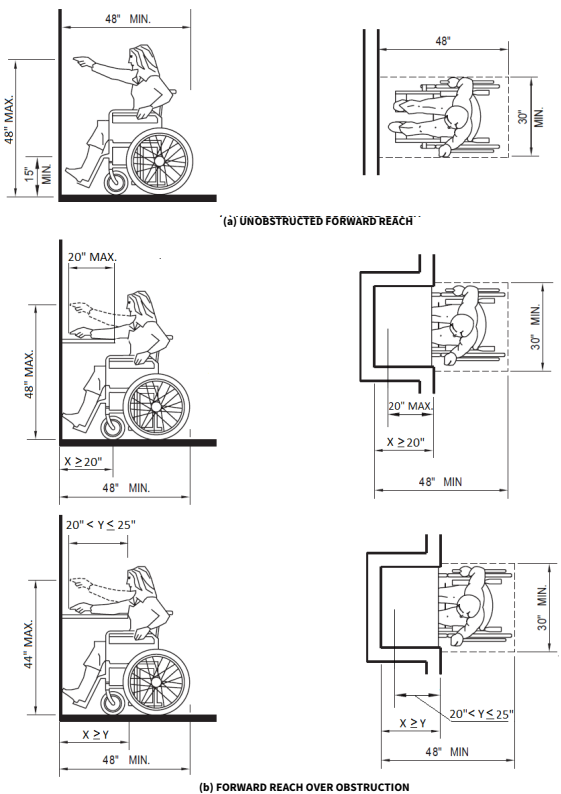 48" MIN.
48" MAX.
15"
MIN.
48"
30"
MIN.
(a) UNOBSTRUCTED FORWARD REACH
20" MAX.
48" MAX.
X ≥ 20"
48" MIN.
30" MIN.
20" MAX.
X ≥ 20"
48" MIN
20" < Y ≤ 25"
44" MAX.
X ≥ Y
48" MIN.
30" MIN.
20" < Y ≤ 25"
X ≥ Y
48" MIN
(b) FORWARD REACH OVER OBSTRUCTION